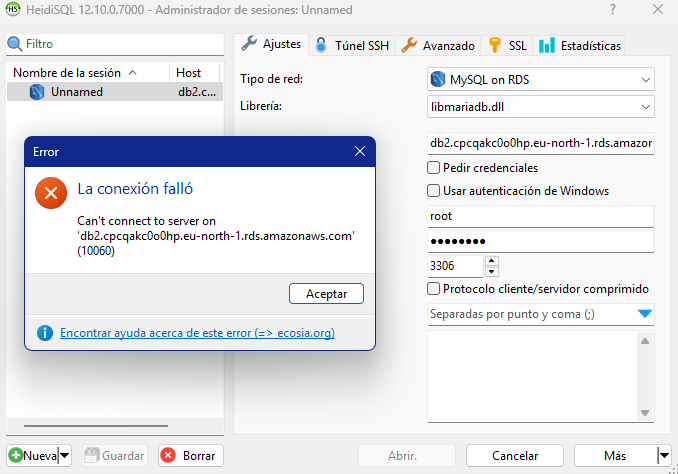 HeidiSQL 12.10.0.7000 - Administrador de sesiones: Unnamed
Filtro
Nombre de la sesión Host
Unnamed db2.c...
Ajustes Túnel SSH Avanzado SSL Estadísticas
Tipo de red: MySQL on RDS
Librería: libmariadb.dll
db2.cpcqakc0o0hp.eu-north-1.rds.amazor
Pedir credenciales
Usar autenticación de Windows
root
●●●●●●●●
3306
Protocolo cliente/servidor comprimido
Separadas por punto y coma (;)
Error
La conexión falló
Can't connect to server on
'db2.cpcqakc0o0hp.eu-north-1.rds.amazonaws.com'
(10060)
Aceptar
Encontrar ayuda acerca de este error (=> ecosia.org)
Nueva Guardar Borrar Abrir. Cancelar Más